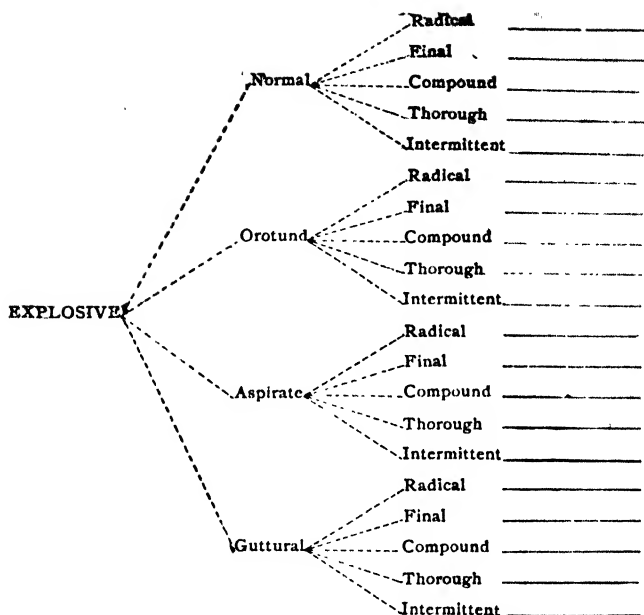 Radical
Final
Normal Compound
Thorough
Intermittent
Radical
Final
Orotund Compound
Thorough
Intermittent
EXPLOSIVE
Radical
Final
Aspirate Compound
Thorough
Intermittent
Radical
Final
Guttural Compound
Thorough
Intermittent